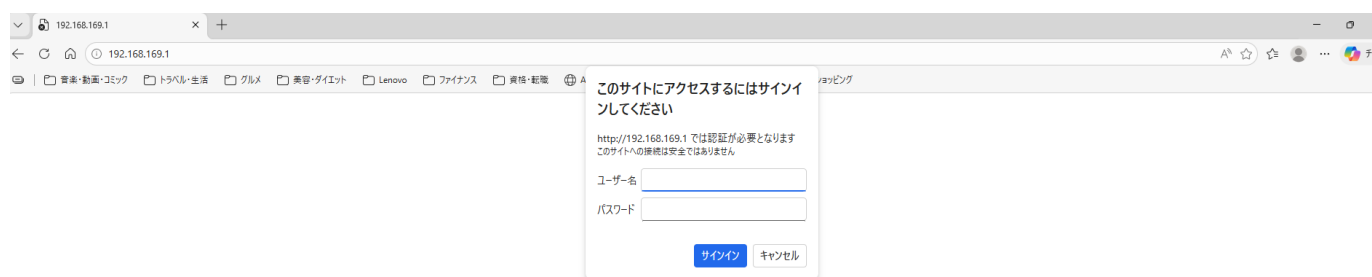 192.168.169.1
192.168.169.1
音楽・動画・コミック トラベル・生活 グルメ 美容・ダイエット Lenovo ファイナンス 資格・転職
このサイトにアクセスするにはサインイ
ンしてください
http://192.168.169.1 では認証が必要となります
このサイトへの接続は安全ではありません
ユーザー名
パスワード
サインイン キャンセル